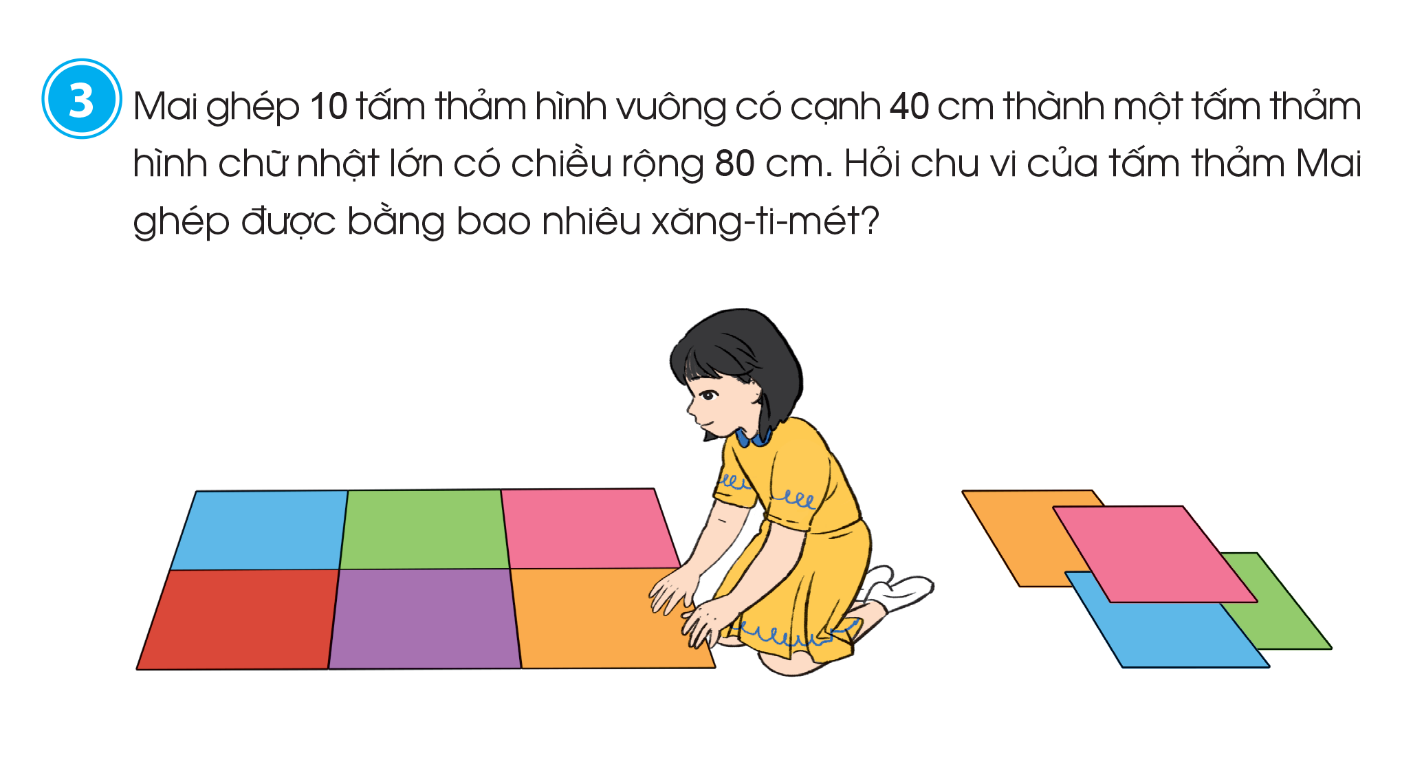 3 Mai ghép 10 tấm thảm hình vuông có cạnh 40 cm thành một tấm thảm
hình chữ nhật lớn có chiều rộng 80 cm. Hỏi chu vi của tấm thảm Mai
ghép được bằng bao nhiêu xăng-ti-mét?